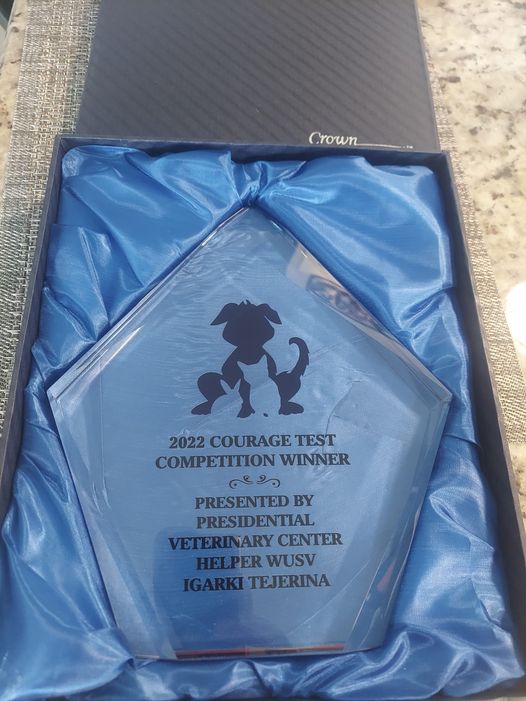 Crown
2022 COURAGE TEST
COMPETITION WINNER
PRESENTED BY
PRESIDENTIAL
VETERINARY CENTER
HELPER WUSV
IGARKI TEJERINA